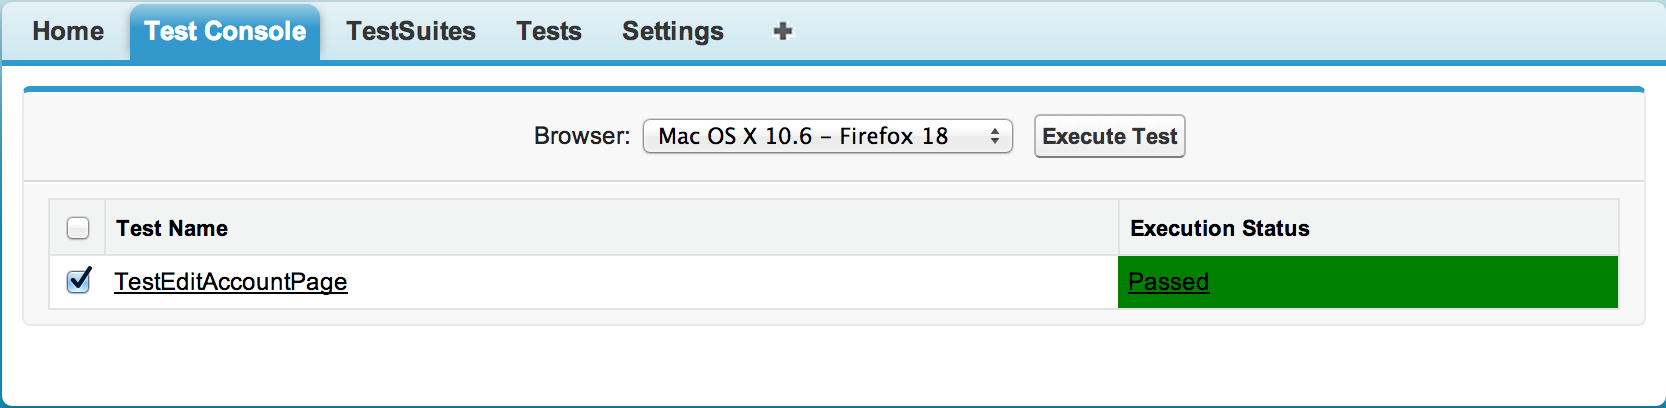 Home Test Console TestSuites Tests Settings +
Browser: Mac OS X 10.6 – Firefox 18 Execute Test
Test Name Execution Status
TestEditAccountPage Passed